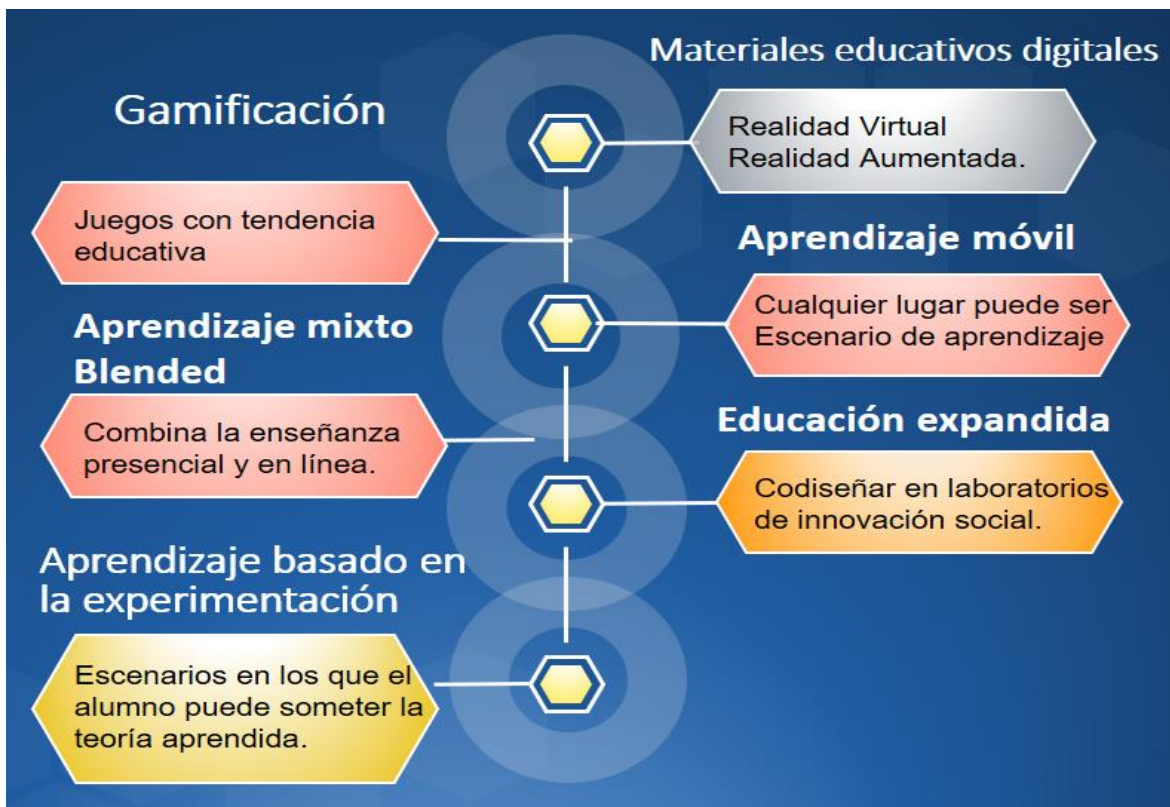 Materiales educativos digitales
Realidad Virtual
Realidad Aumentada.
Gamificación
Juegos con tendencia
educativa
Aprendizaje móvil
Cualquier lugar puede ser
Escenario de aprendizaje
Aprendizaje mixto
Blended
Combina la enseñanza
presencial y en línea.
Educación expandida
Codiseñar en laboratorios
de innovación social.
Aprendizaje basado en
la experimentación
Escenarios en los que el
alumno puede someter la
teoría aprendida.